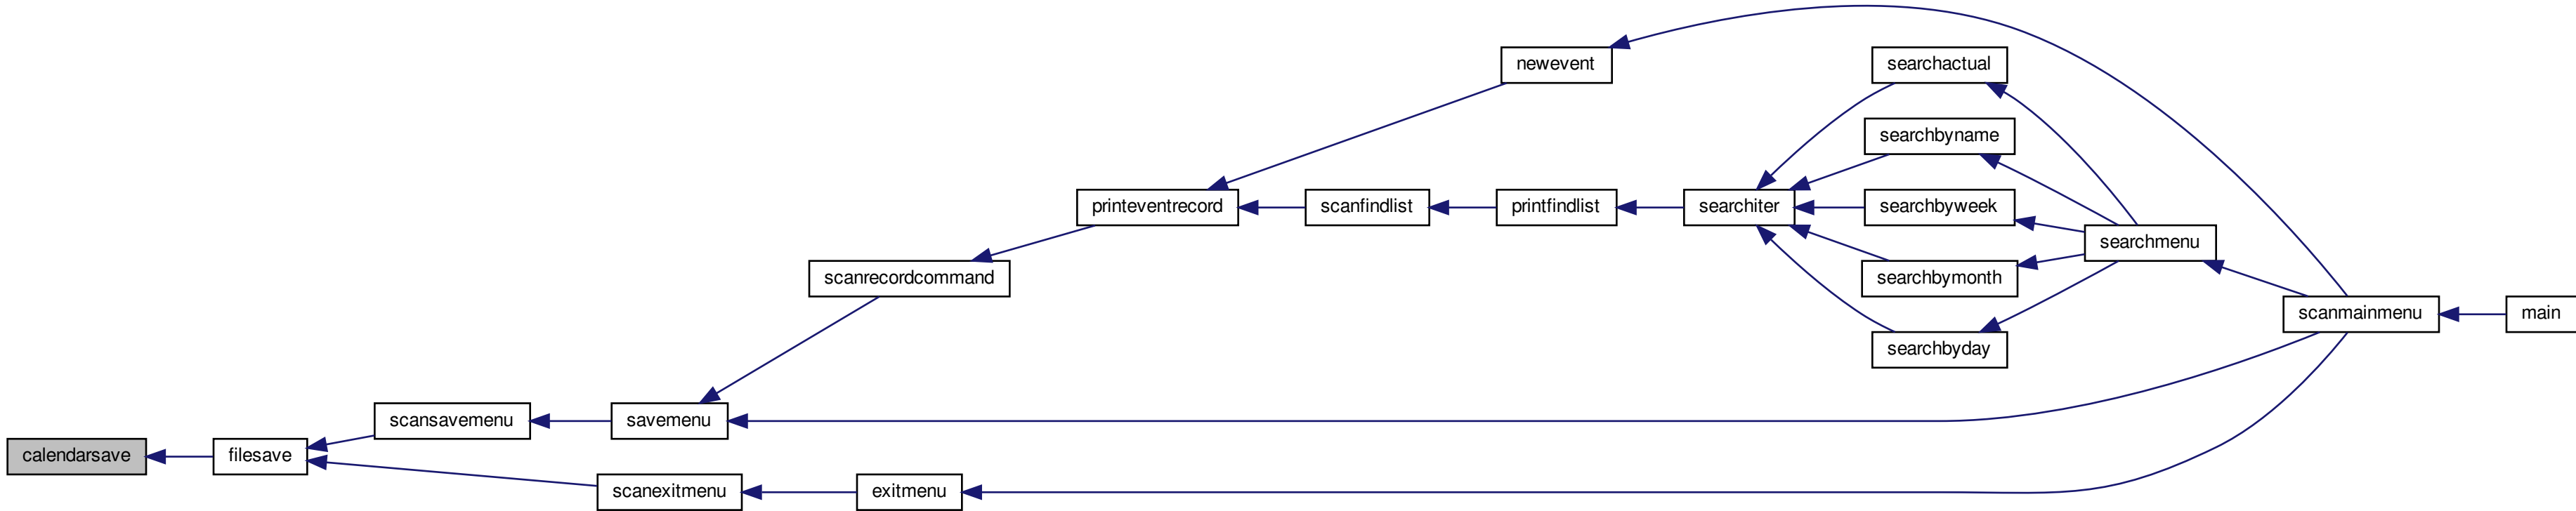 newevent
searchactual
searchbyname
printeventrecord
scanfindlist
printfindlist
searchiter
searchbyweek
searchmenu
scanrecordcommand
searchbymonth
scanmainmenu
main
searchbyday
scansavemenu
savemenu
calendarsave
filesave
scanexitmenu
exitmenu